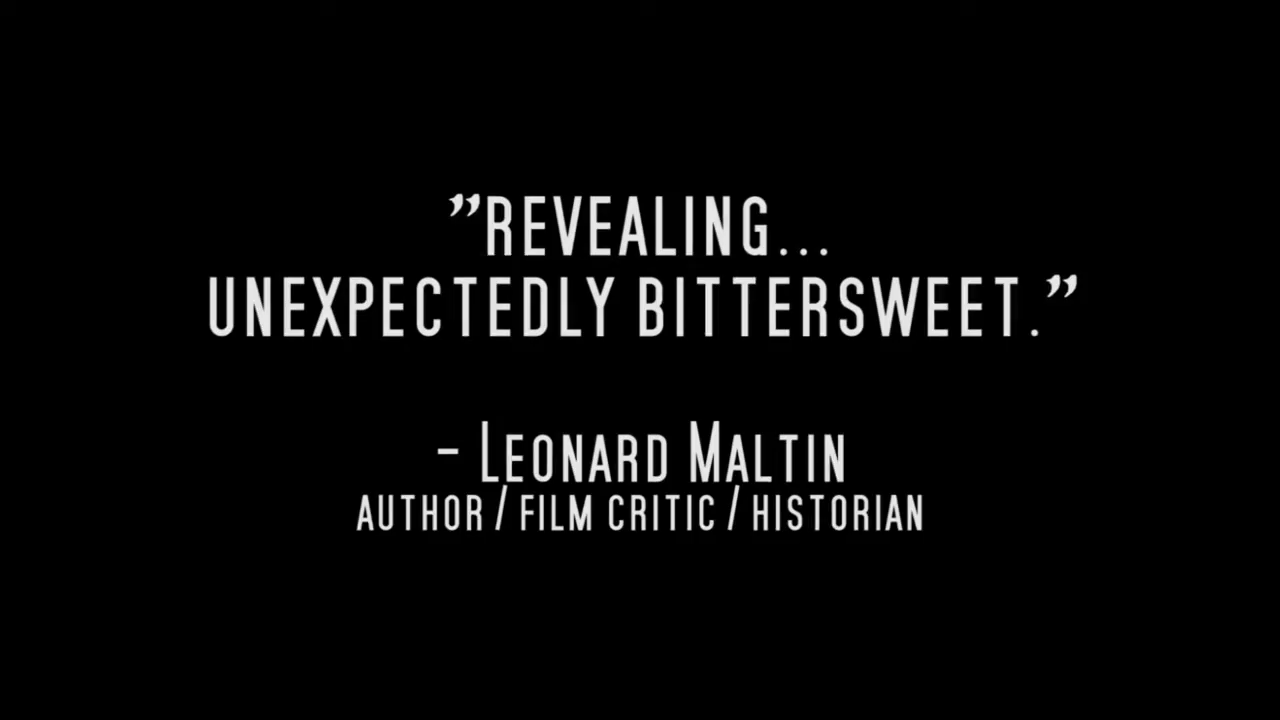 ”REVEALING...
UNEXPECTEDLY BITTERSWEET.”
- LEONARD MALTIN
AUTHOR / FILM CRITIC / HISTORIAN